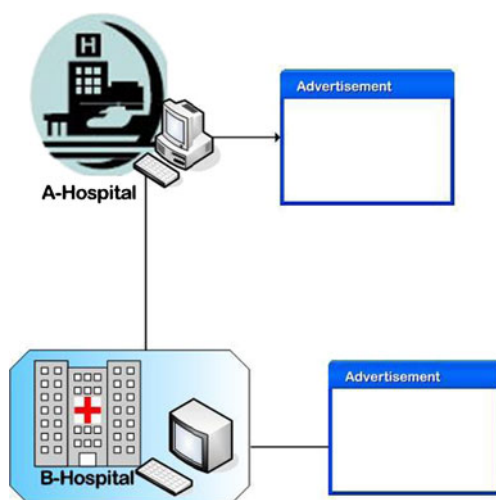 H
Advertisement
A-Hospital
Advertisement
B-Hospital